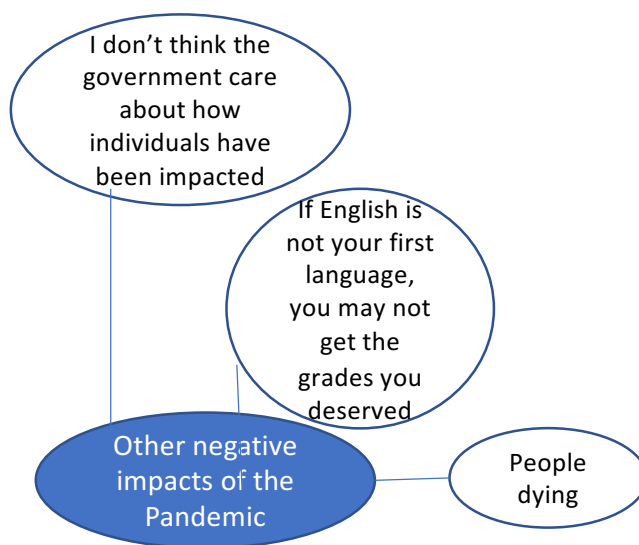 I don’t think the
government care
about how
individuals have
been impacted
If English is
not your first
language,
you may not
get the
grades you
deserved
Other negative
impacts of the
Pandemic
People
dying